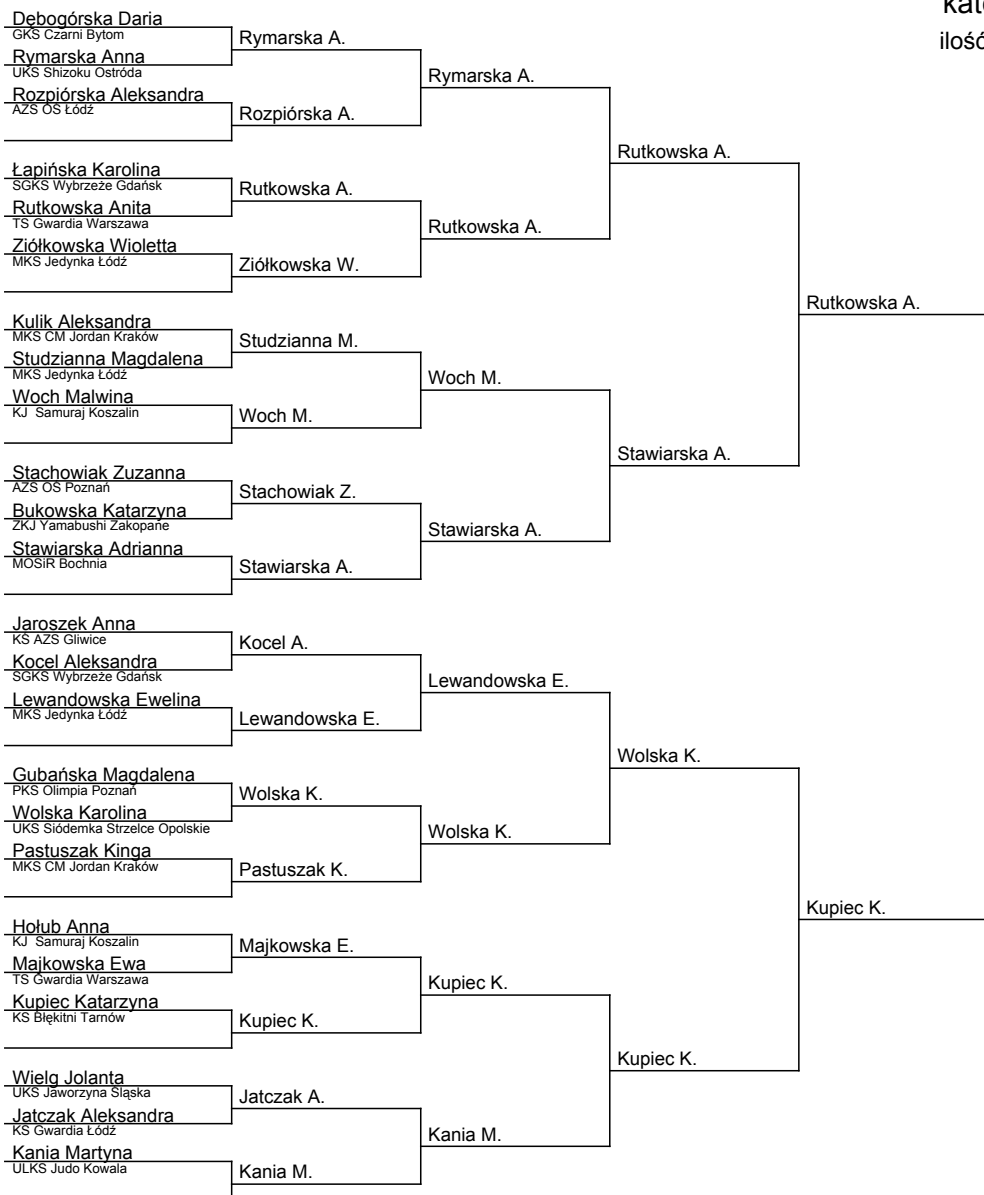 kate
ilość
Dębogórska Daria
GKS Czarni Bytom
Rymarska Anna
UKS Shizoku Ostróda
Rozpiórska Aleksandra
AZS OŚ Łódź
Łapińska Karolina
SGKS Wybrzeże Gdańsk
Rutkowska Anita
TS Gwardia Warszawa
Ziółkowska Wioletta
MKS Jedynka Łódź
Kulik Aleksandra
MKS CM Jordan Kraków
Studzianna Magdalena
MKS Jedynka Łódź
Woch Malwina
KJ Samuraj Koszalin
Stachowiak Zuzanna
AZS OŚ Poznań
Bukowska Katarzyna
ZKJ Yamabushi Zakopane
Stawiarska Adrianna
MOSiR Bochnia
Jaroszek Anna
KŚ AZS Gliwice
Kocel Aleksandra
SGKS Wybrzeże Gdańsk
Lewandowska Ewelina
MKS Jedynka Łódź
Gubańska Magdalena
PKS Olimpia Poznań
Wolska Karolina
UKS Siódemka Strzelce Opolskie
Pastuszak Kinga
MKS CM Jordan Kraków
Hołub Anna
KJ Samuraj Koszalin
Majkowska Ewa
TS Gwardia Warszawa
Kupiec Katarzyna
KS Błękitni Tarnów
Wielg Jolanta
UKS Jaworzyna Śląska
Jatczak Aleksandra
KS Gwardia Łódź
Kania Martyna
ULKS Judo Kowala
Rymarska A.
Rozpiórska A.
Rutkowska A.
Ziółkowska W.
Studzianna M.
Woch M.
Stachowiak Z.
Stawiarska A.
Kocel A.
Lewandowska E.
Wolska K.
Pastuszak K.
Majkowska E.
Kupiec K.
Jatczak A.
Kania M.
Rymarska A.
Rutkowska A.
Woch M.
Stawiarska A.
Lewandowska E.
Wolska K.
Kupiec K.
Kania M.
Rutkowska A.
Stawiarska A.
Wolska K.
Kupiec K.
Rutkowska A.
Kupiec K.